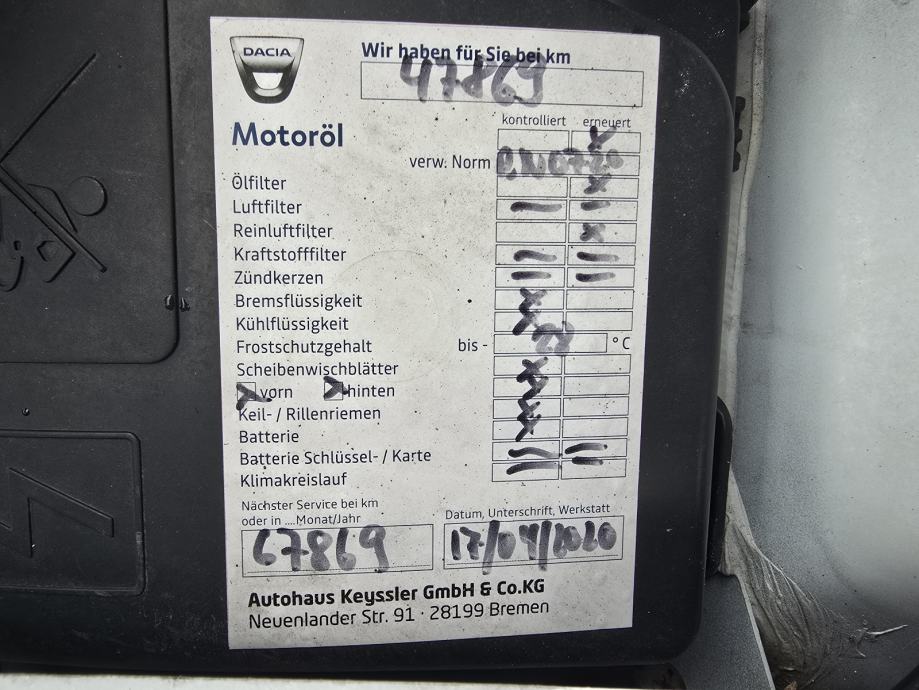 DACIA
Wir haben für Sie bei km
47869
kontrolliert erneuert
Motoröl X
verw. Norm
Ölfilter X
Luftfilter — —
Reinluftfilter X
Kraftstofffilter — —
Zündkerzen — —
Bremsflüssigkeit X
Kühlflüssigkeit X
Frostschutzgehalt bis - °C
Scheibenwischblätter X
X vorn X hinten X
Keil- / Rillenriemen X
Batterie X
Batterie Schlüssel- / Karte — —
Klimakreislauf — —
Nächster Service bei km
oder in ....Monat/Jahr
67869
Datum, Unterschrift, Werkstatt
17/04/2020
Autohaus Keyssler GmbH & Co.KG
Neuenlander Str. 91 · 28199 Bremen